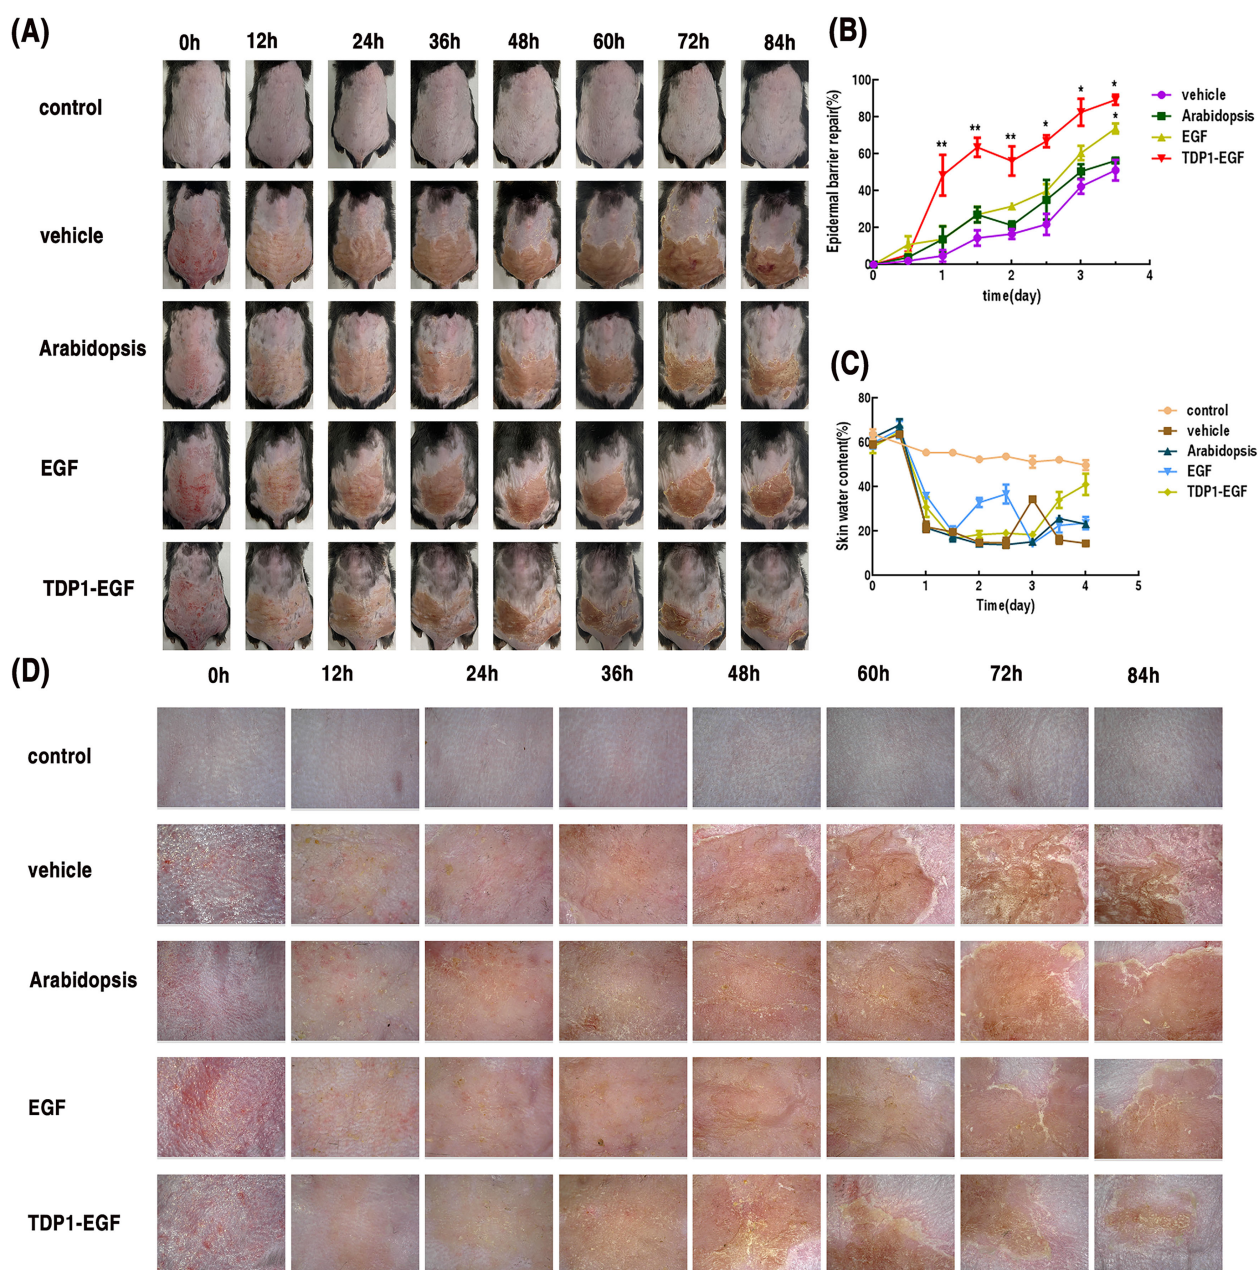 (A)
0h 12h 24h 36h 48h 60h 72h 84h
control
vehicle
Arabidopsis
EGF
TDP1-EGF
(B)
Epidermal barrier repair(%)
100
80
60
40
20
0
** ** ** * * *
*
0 1 2 3 4
time(day)
vehicle
Arabidopsis
EGF
TDP1-EGF
(C)
Skin water content(%)
80
60
40
20
0
0 1 2 3 4 5
Time(day)
control
vehicle
Arabidopsis
EGF
TDP1-EGF
(D)
0h 12h 24h 36h 48h 60h 72h 84h
control
vehicle
Arabidopsis
EGF
TDP1-EGF